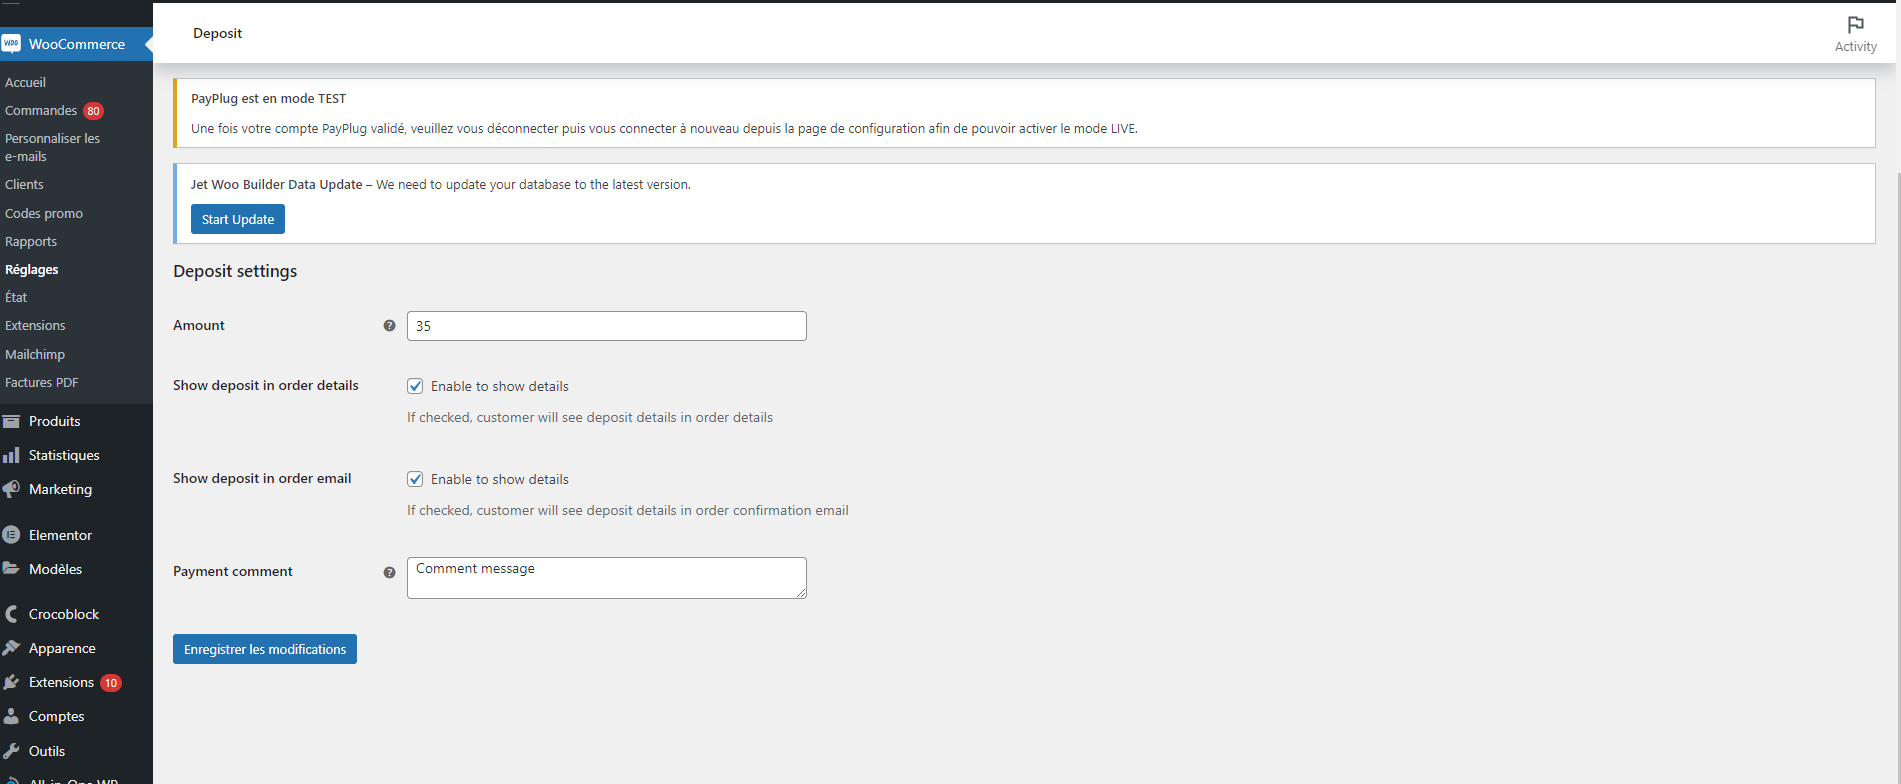 WooCommerce
Accueil
Commandes 80
Personnaliser les
e-mails
Clients
Codes promo
Rapports
Réglages
État
Extensions
Mailchimp
Factures PDF
Produits
Statistiques
Marketing
Elementor
Modèles
Crocoblock
Apparence
Extensions 10
Comptes
Outils
All-in-One WP
Deposit
Activity
PayPlug est en mode TEST
Une fois votre compte PayPlug validé, veuillez vous déconnecter puis vous connecter à nouveau depuis la page de configuration afin de pouvoir activer le mode LIVE.
Jet Woo Builder Data Update – We need to update your database to the latest version.
Start Update
Deposit settings
Amount ? 35
Show deposit in order details Enable to show details
If checked, customer will see deposit details in order details
Show deposit in order email Enable to show details
If checked, customer will see deposit details in order confirmation email
Payment comment ? Comment message
Enregistrer les modifications